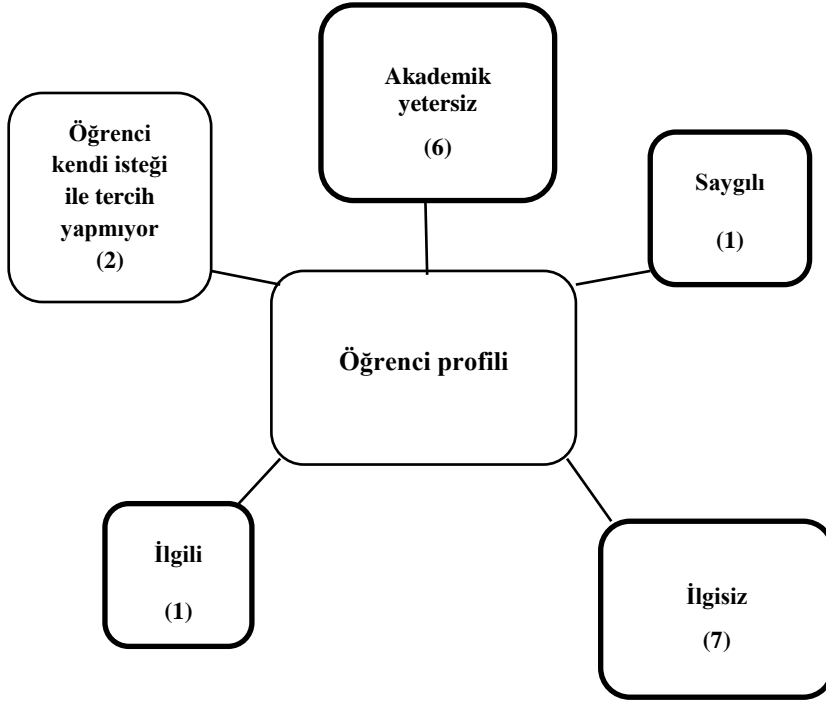 Akademik
yetersiz
(6)
Öğrenci
kendi isteği
ile tercih
yapmıyor
(2)
Saygılı
(1)
Öğrenci profili
İlgili
(1)
İlgisiz
(7)